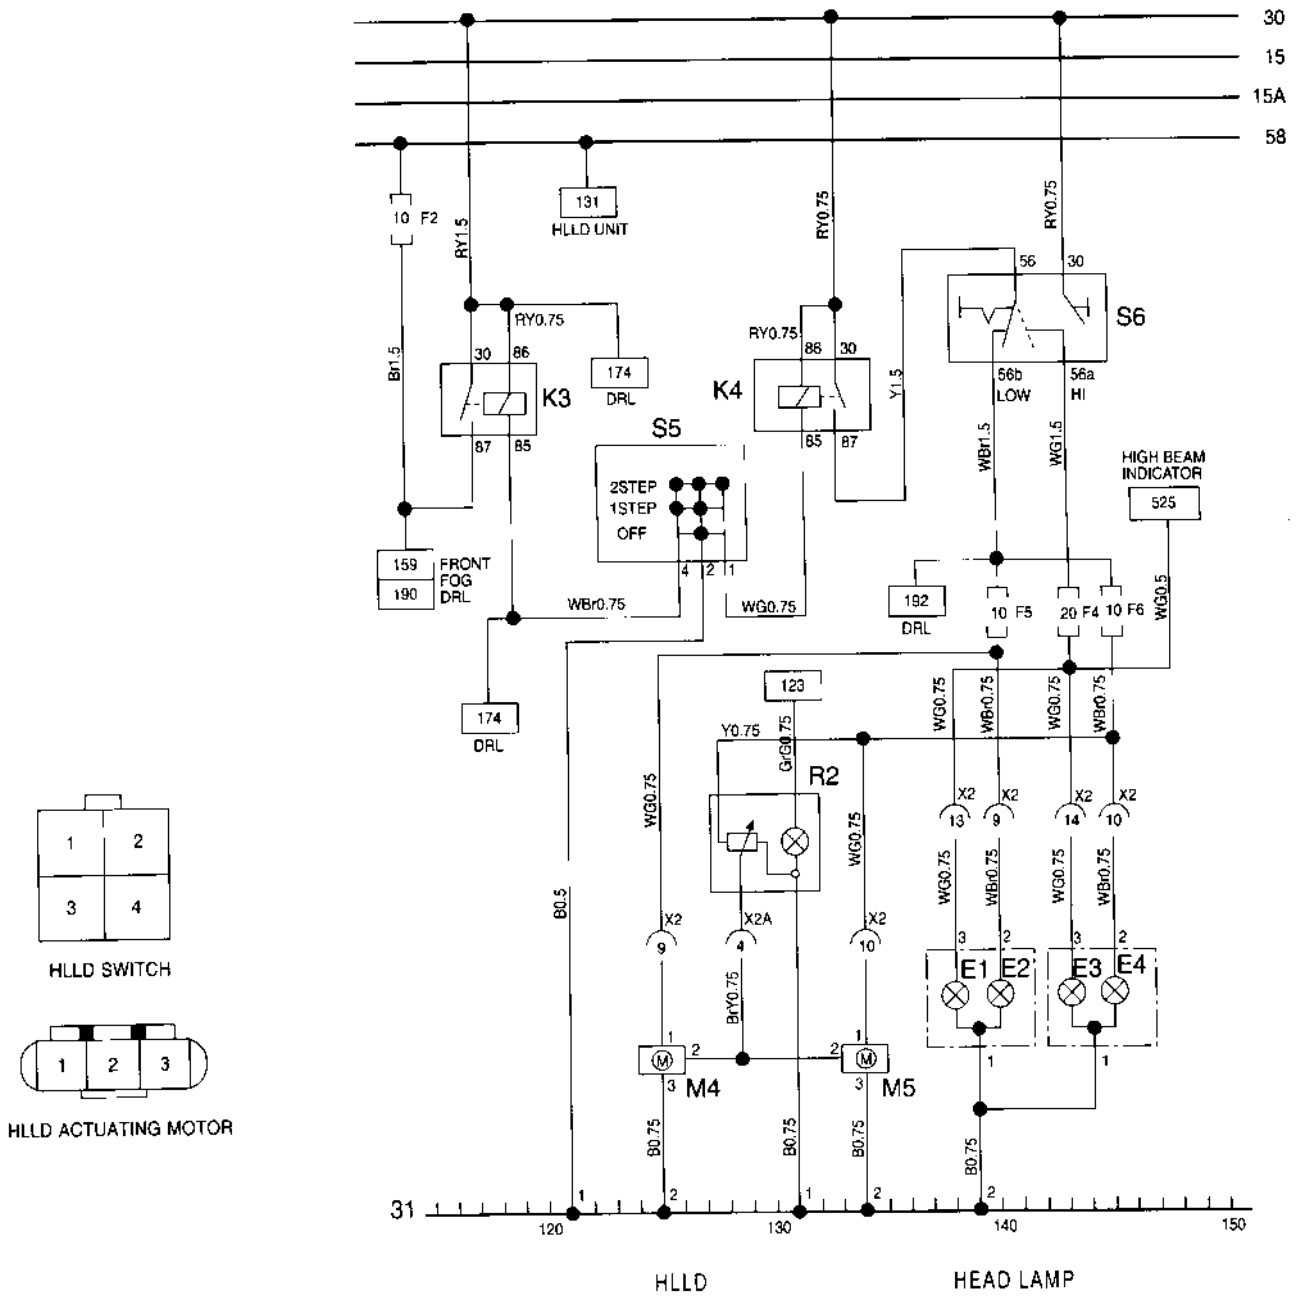 30
15
15A
58
10 F2
131
HLLD UNIT
RY1.5
RY0.75
RY0.75
56 30
S6
56b 56a
LOW HI
RY0.75
30 86
K3
87 85
174
DRL
RY0.75
86 30
K4
85 87
Y1.5
Br1.5
S5
2STEP
1STEP
OFF
4 2 1
WBr1.5
WG1.5
HIGH BEAM
INDICATOR
525
159
190
FRONT
FOG
DRL
WBr0.75
WG0.75
192
DRL
10 F5
20 F4
10 F6
WG0.5
174
DRL
123
Y0.75
GrG0.75
R2
WG0.75
WBr0.75
WG0.75
WBr0.75
WG0.75
WG0.75
X2 X2 X2 X2
13 9 14 10
WG0.75
WBr0.75
WG0.75
WBr0.75
B0.5
X2 X2A X2
9 4 10
BrY0.75
3 2 3 2
E1 E2 E3 E4
1 1
1 2 2 1
M M
3 3
M4 M5
B0.75
B0.75
B0.75
B0.75
1 2
3 4
HLLD SWITCH
1 2 3
HLLD ACTUATING MOTOR
31
1 2 1 2 2
120 130 140 150
HLLD HEAD LAMP